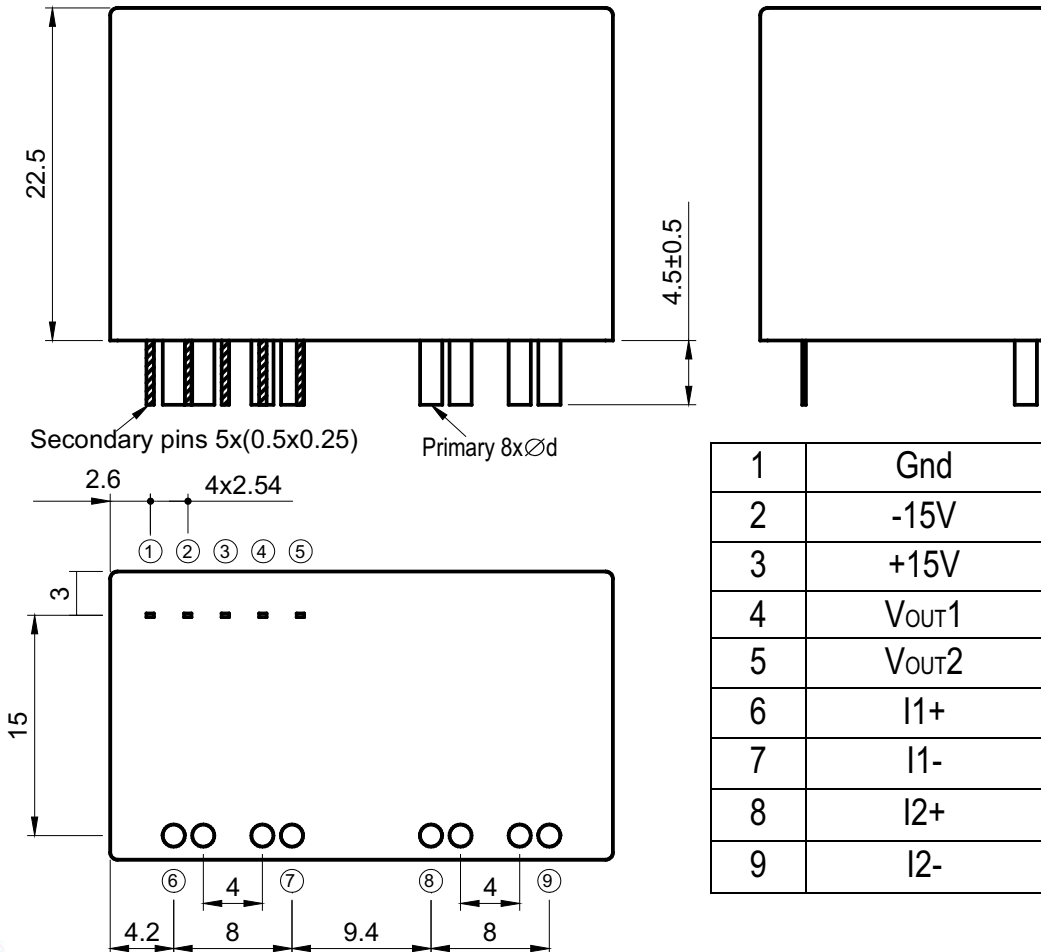 22.5
4.5±0.5
Secondary pins 5x(0.5x0.25)
Primary 8x∅d
2.6
4x2.54
① ② ③ ④ ⑤
3
15
⑥ 4 ⑦ ⑧ 4 ⑨
4.2 8 9.4 8
1 Gnd
2 -15V
3 +15V
4 VOUT1
5 VOUT2
6 I1+
7 I1-
8 I2+
9 I2-